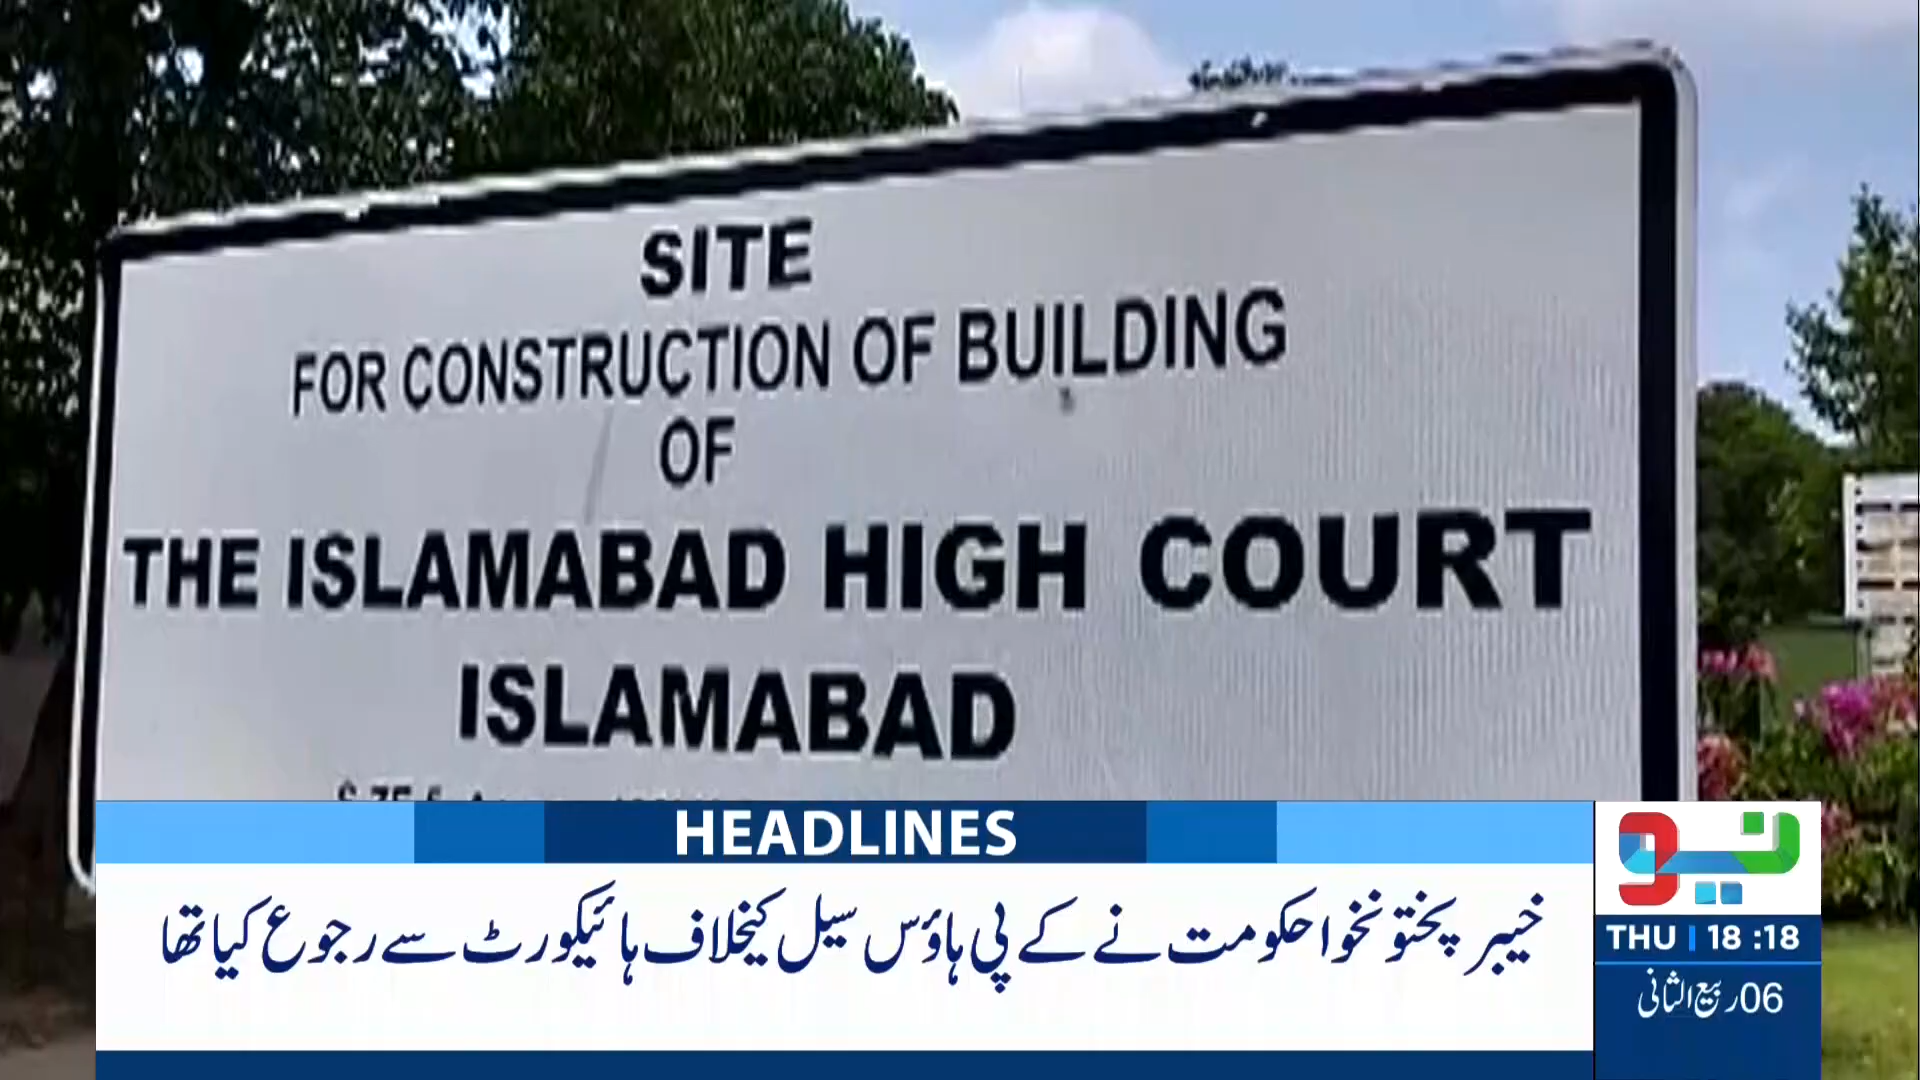 SITE
FOR CONSTRUCTION OF BUILDING
OF
THE ISLAMABAD HIGH COURT
ISLAMABAD
HEADLINES
خیبر پختونخوا حکومت نے کے پی ہاؤس سیل کیخلاف ہائیکورٹ سے رجوع کیا تھا
نیو
THU | 18 :18
06 ربیع الثانی